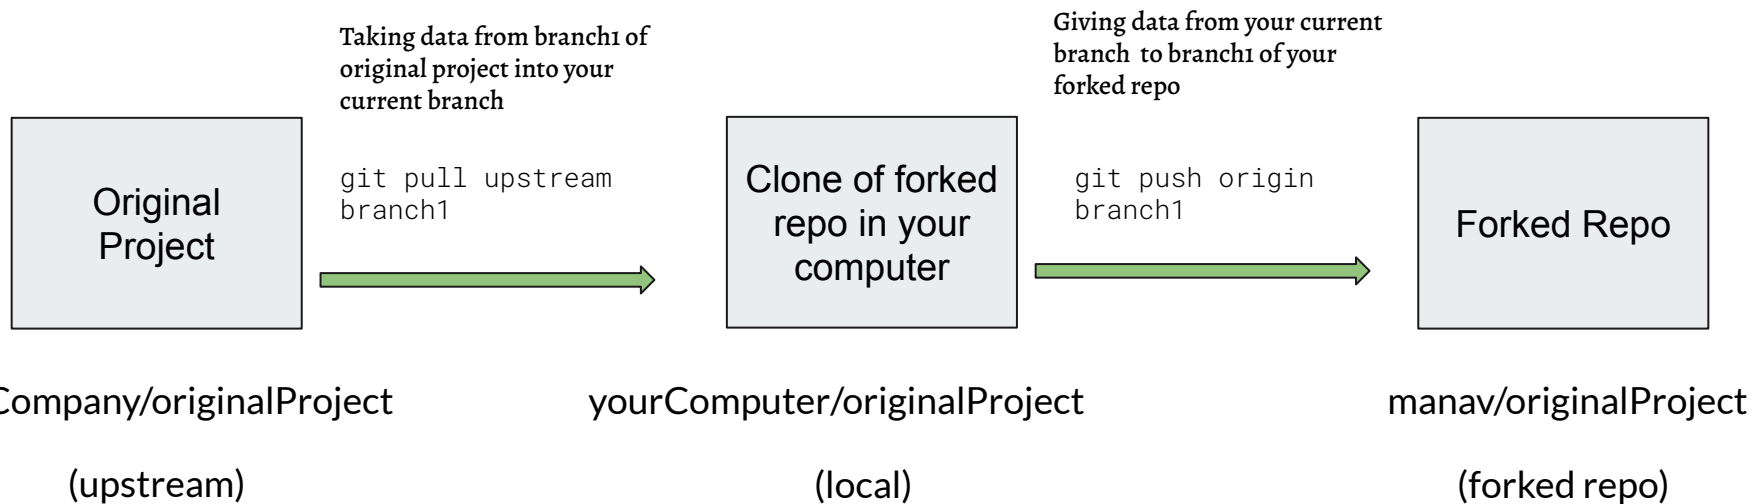 Taking data from branch1 of
original project into your
current branch
Giving data from your current
branch to branch1 of your
forked repo
Original
Project
git pull upstream
branch1
Clone of forked
repo in your
computer
git push origin
branch1
Forked Repo
Company/originalProject
yourComputer/originalProject
manav/originalProject
(upstream)
(local)
(forked repo)